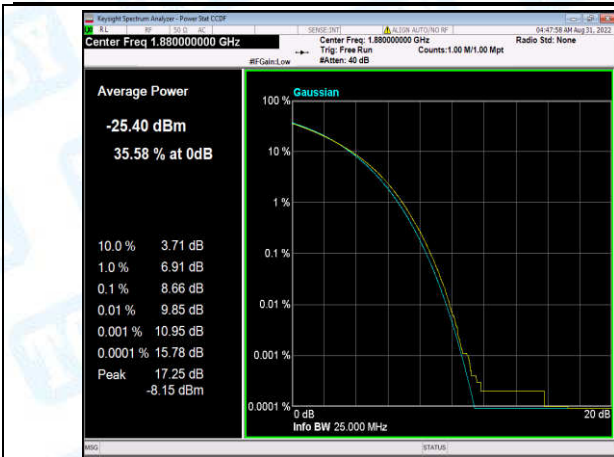 Keysight Spectrum Analyzer - Power Stat CCDF
RL RF 50 Ω AC SENSE:INT ALIGN AUTO/NO RF 04:47:58 AM Aug 31, 2022
Center Freq 1.880000000 GHz
Center Freq: 1.880000000 GHz
Radio Std: None
Trig: Free Run Counts:1.00 M/1.00 Mpt
#IFGain:Low #Atten: 40 dB
Average Power
-25.40 dBm
35.58 % at 0dB
10.0 % 3.71 dB
1.0 % 6.91 dB
0.1 % 8.66 dB
0.01 % 9.85 dB
0.001 % 10.95 dB
0.0001 % 15.78 dB
Peak 17.25 dB
-8.15 dBm
Gaussian
100 %
10 %
1 %
0.1 %
0.01 %
0.001 %
0.0001 %
0 dB 20 dB
Info BW 25.000 MHz
MSG STATUS